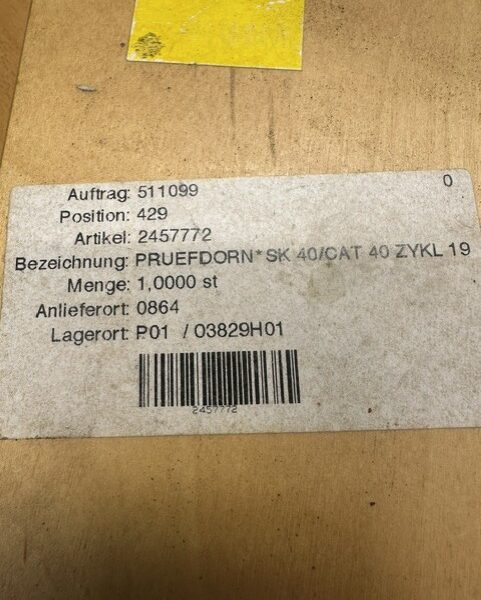 0
Auftrag: 511099
Position: 429
Artikel: 2457772
Bezeichnung: PRUEFDORN* SK 40/CAT 40 ZYKL 19
Menge: 1,0000 st
Anlieferort: 0864
Lagerort: P01 / 03829H01
2457772